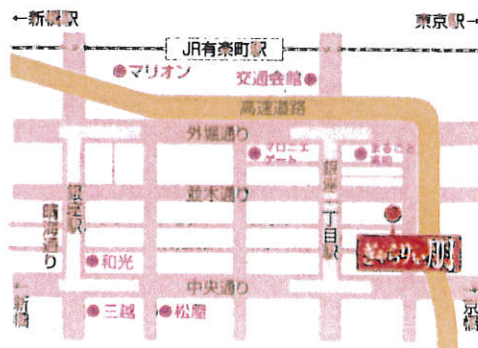 ←新橋駅
東京駅→
JR有楽町駅
マリオン
交通会館
高速道路
外堀通り
マロニエ
ゲート
まるごと
高知
銀座一丁目駅
並木通り
銀座駅
晴海通り
和光
中央通り
←新橋
三越
松屋
京橋→